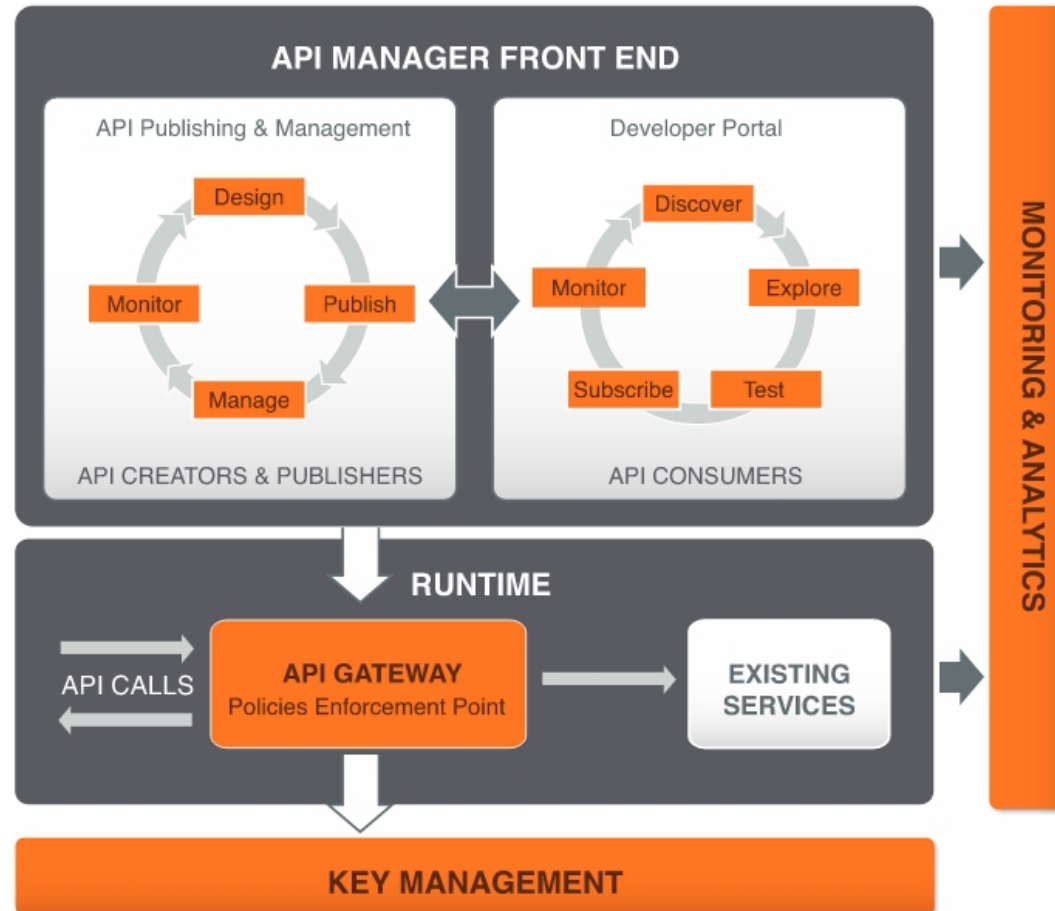 API MANAGER FRONT END
API Publishing & Management
Design
Monitor
Publish
Manage
API CREATORS & PUBLISHERS
Developer Portal
Discover
Monitor
Explore
Subscribe
Test
API CONSUMERS
MONITORING & ANALYTICS
RUNTIME
API CALLS
API GATEWAY
Policies Enforcement Point
EXISTING
SERVICES
KEY MANAGEMENT